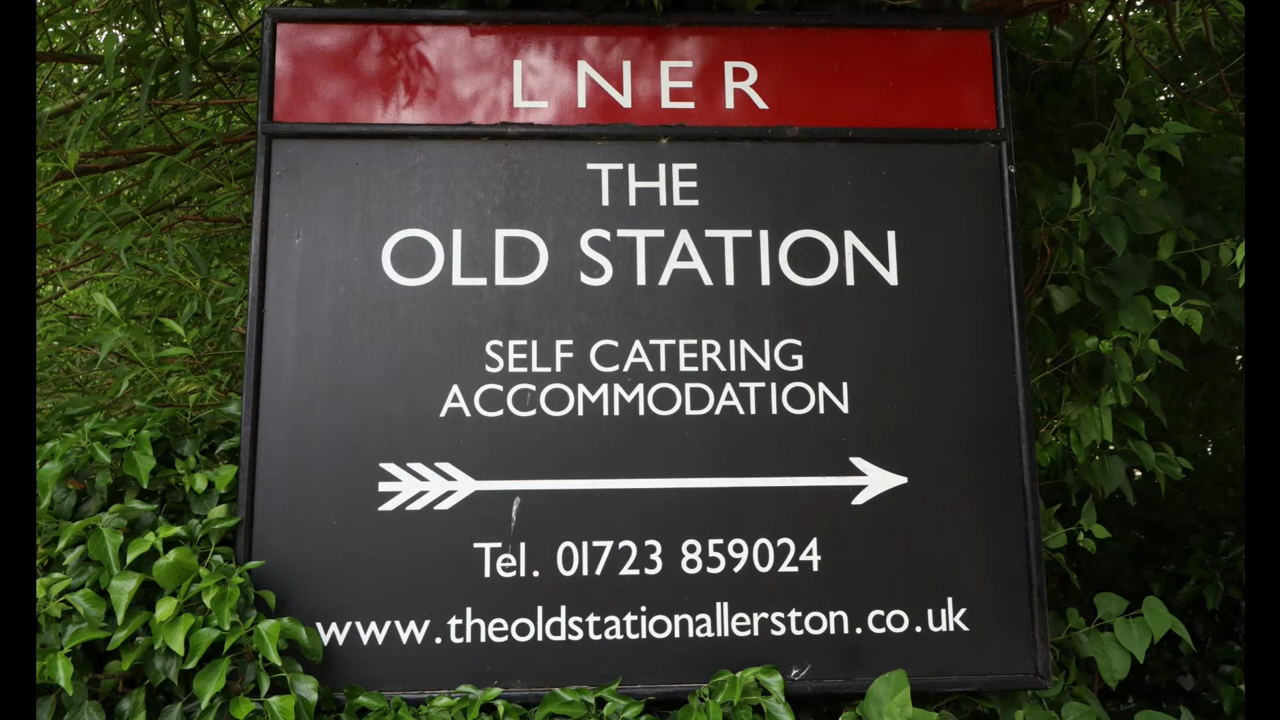 LNER
THE
OLD STATION
SELF CATERING
ACCOMMODATION
Tel. 01723 859024
www.theoldstationallerston.co.uk